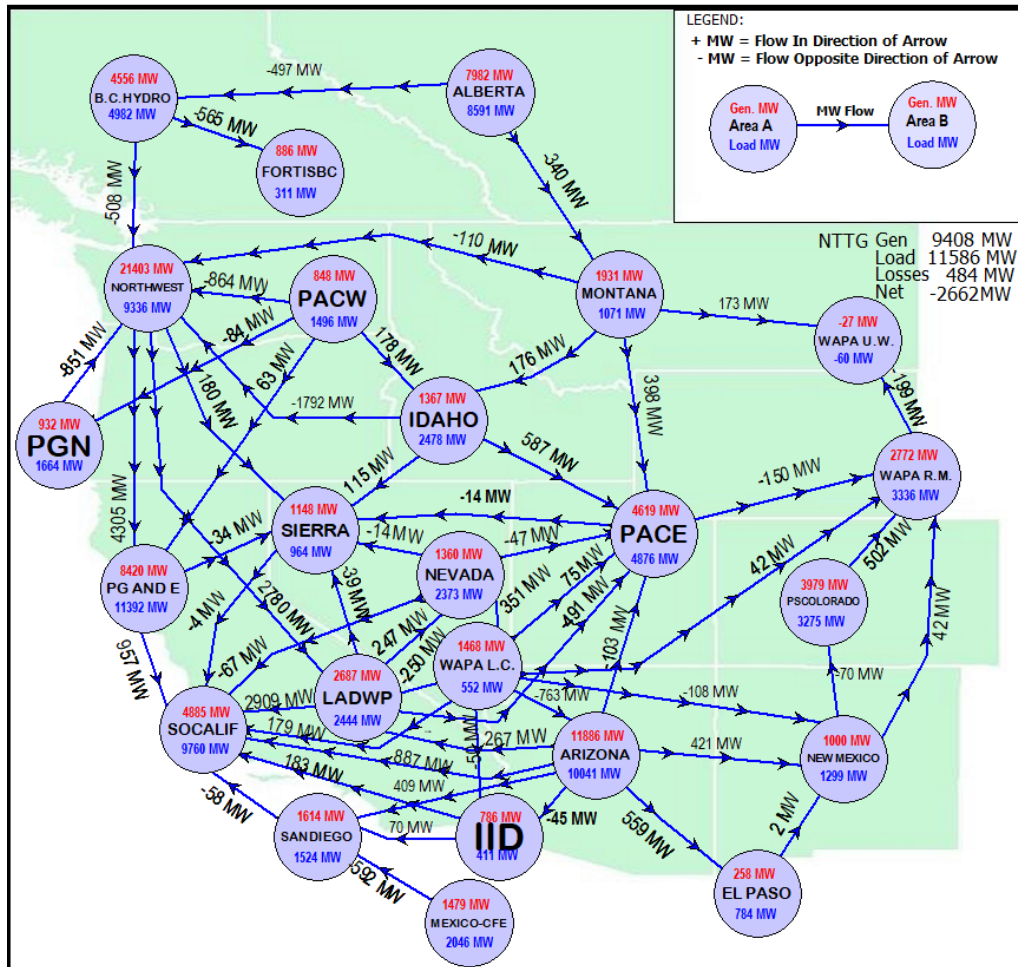 LEGEND:
+ MW = Flow In Direction of Arrow
- MW = Flow Opposite Direction of Arrow
Gen. MW
Area A
Load MW
MW Flow
Gen. MW
Area B
Load MW
NTTG Gen 9408 MW
Load 11586 MW
Losses 484 MW
Net -2662MW
4556 MW
B.C.HYDRO
4982 MW
-497 MW
7982 MW
ALBERTA
8591 MW
-565 MW
886 MW
FORTISBC
311 MW
-340 MW
-508 MW
-110 MW
21403 MW
NORTHWEST
9336 MW
-864 MW
848 MW
PACW
1496 MW
1931 MW
MONTANA
1071 MW
173 MW
-27 MW
WAPA U.W.
-60 MW
-851 MW
-84 MW
178 MW
176 MW
180 MW
63 MW
398 MW
-199 MW
932 MW
PGN
1664 MW
-1792 MW
1367 MW
IDAHO
2478 MW
587 MW
115 MW
2772 MW
WAPA R.M.
3336 MW
-150 MW
4305 MW
-34 MW
1148 MW
SIERRA
964 MW
-14 MW
-14 MW
-47 MW
4619 MW
PACE
4876 MW
42 MW
502 MW
8420 MW
PG AND E
11392 MW
1360 MW
NEVADA
2373 MW
351 MW
75 MW
-491 MW
3979 MW
PSCOLORADO
3275 MW
-4 MW
2780 MW
-39 MW
-67 MW
247 MW
-250 MW
957 MW
1468 MW
WAPA L.C.
552 MW
-103 MW
42 MW
-70 MW
2687 MW
LADWP
2444 MW
2909 MW
-763 MW
-108 MW
4885 MW
SOCALIF
9760 MW
179 MW
-887 MW
267 MW
11886 MW
ARIZONA
10041 MW
421 MW
1000 MW
NEW MEXICO
1299 MW
183 MW
409 MW
-58 MW
1614 MW
SANDIEGO
1524 MW
70 MW
786 MW
IID
411 MW
-45 MW
559 MW
2 MW
-592 MW
1479 MW
MEXICO-CFE
2046 MW
258 MW
EL PASO
784 MW